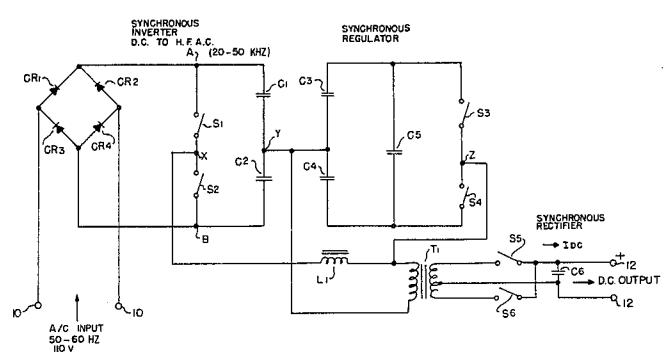 SYNCHRONOUS
INVERTER
D.C. TO H.F. A.C.
A (20-50 KHZ)
SYNCHRONOUS
REGULATOR
CR1
CR2
CR3
CR4
S1
X
S2
B
C1
Y
C2
C3
C4
C5
S3
Z
S4
L1
T1
SYNCHRONOUS
RECTIFIER
S5
IDC
+
12
C6
D.C. OUTPUT
12
S6
10
10
A/C INPUT
50-60 HZ
110 V